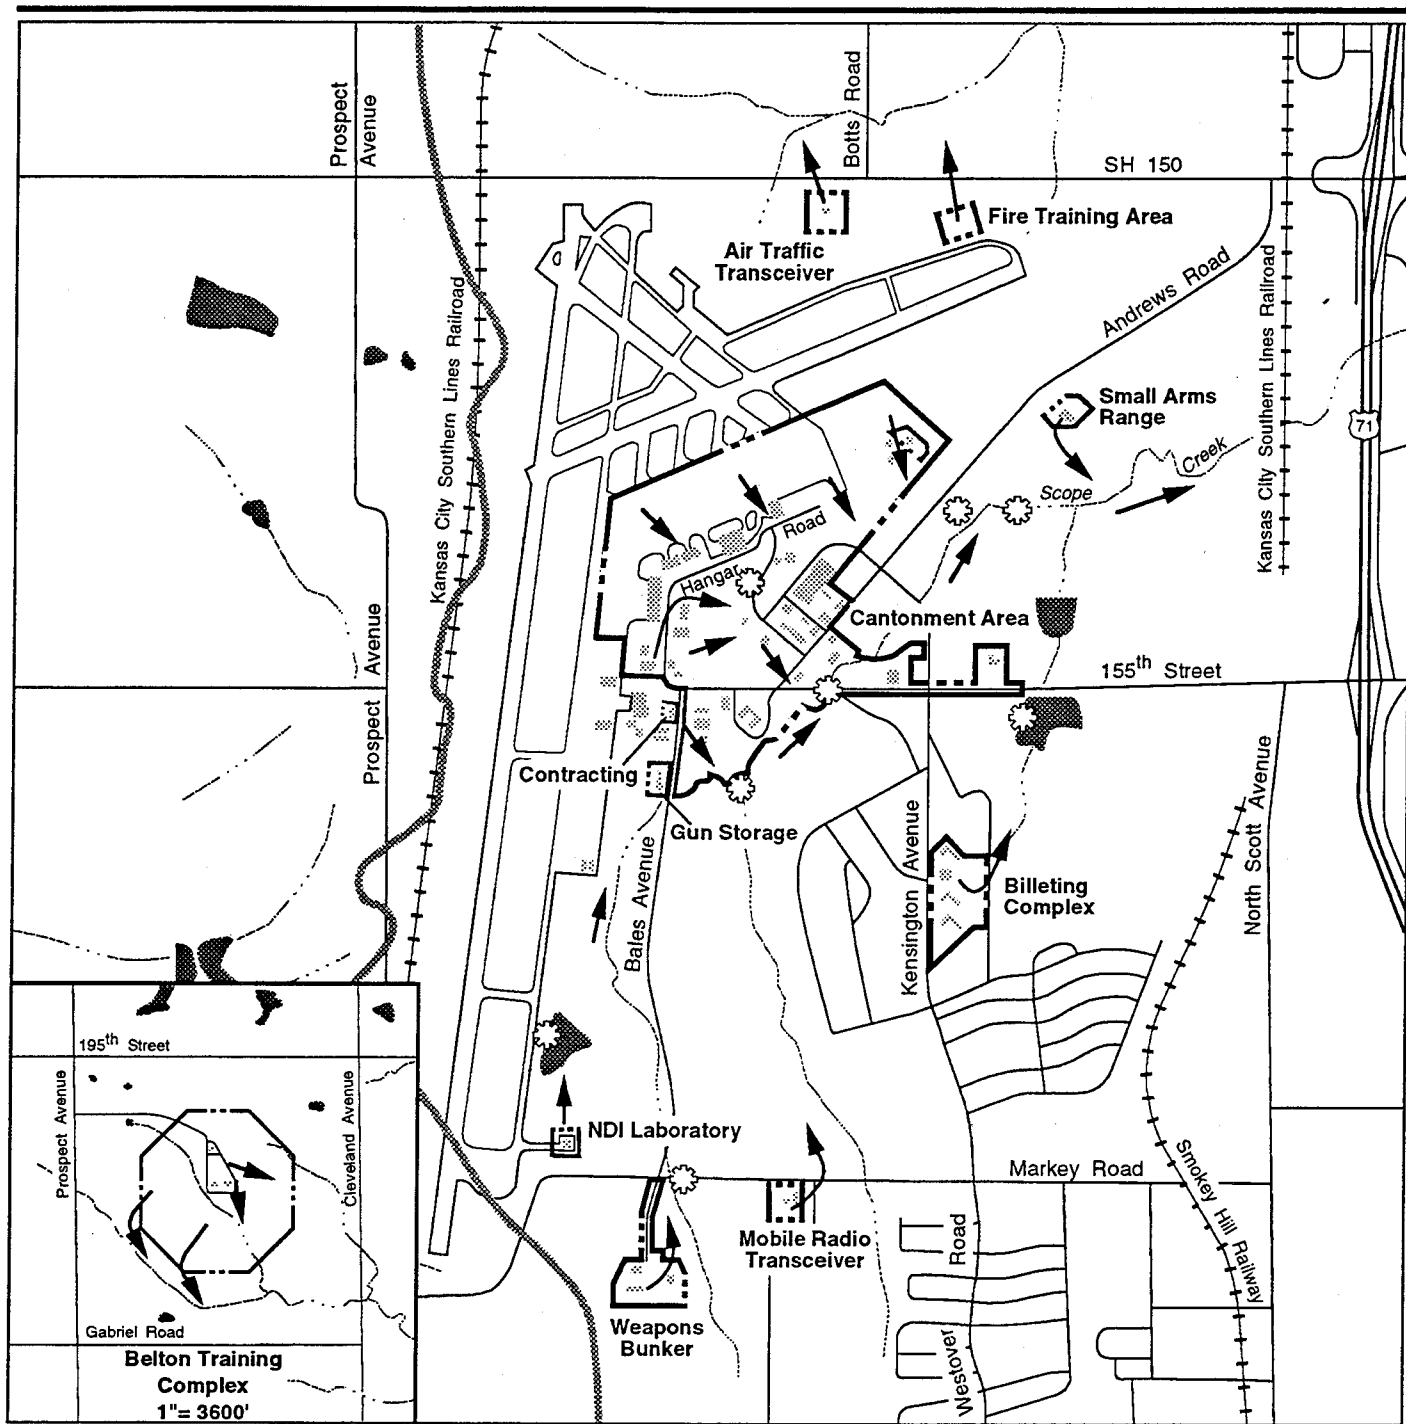 Prospect
Avenue
Botts Road
SH 150
Fire Training Area
Air Traffic
Transceiver
Andrews Road
Kansas City Southern Lines Railroad
Kansas City Southern Lines Railroad
Small Arms
Range
71
Scope
Creek
Road
Hangar
Cantonment Area
155th Street
Prospect Avenue
Contracting
Gun Storage
Bales Avenue
Kensington Avenue
Billeting
Complex
North Scott Avenue
195th Street
Prospect Avenue
Cleveland Avenue
NDI Laboratory
Markey Road
Smokey Hill Railway
Mobile Radio
Transceiver
Westover Road
Weapons
Bunker
Gabriel Road
Belton Training
Complex
1"= 3600'